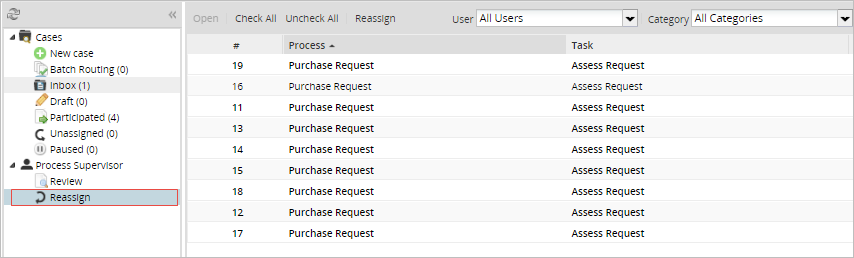 Open Check All Uncheck All Reassign User All Users Category All Categories
Cases
New case
Batch Routing (0)
Inbox (1)
Draft (0)
Participated (4)
Unassigned (0)
Paused (0)
Process Supervisor
Review
Reassign
# Process Task
19 Purchase Request Assess Request
16 Purchase Request Assess Request
11 Purchase Request Assess Request
13 Purchase Request Assess Request
14 Purchase Request Assess Request
15 Purchase Request Assess Request
18 Purchase Request Assess Request
12 Purchase Request Assess Request
17 Purchase Request Assess Request